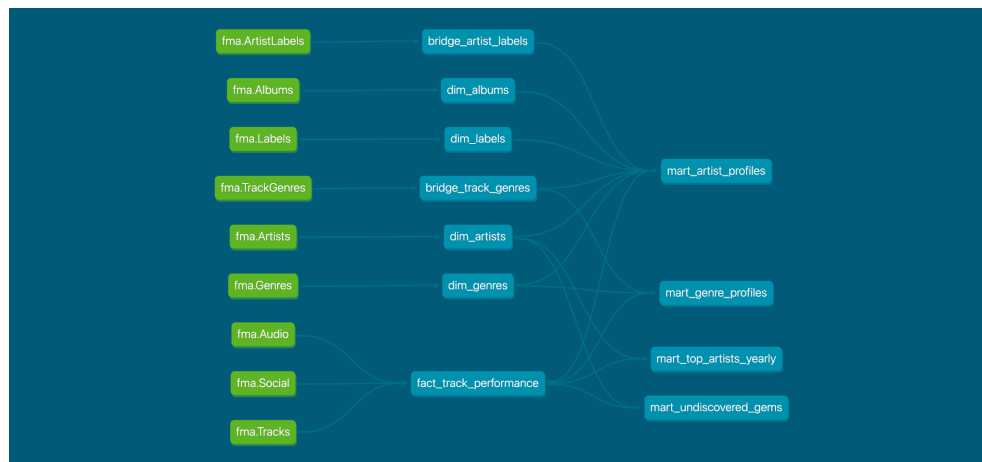 fma.ArtistLabels
bridge_artist_labels
fma.Albums
dim_albums
fma.Labels
dim_labels
mart_artist_profiles
fma.TrackGenres
bridge_track_genres
fma.Artists
dim_artists
fma.Genres
dim_genres
mart_genre_profiles
fma.Audio
mart_top_artists_yearly
fma.Social
fact_track_performance
mart_undiscovered_gems
fma.Tracks